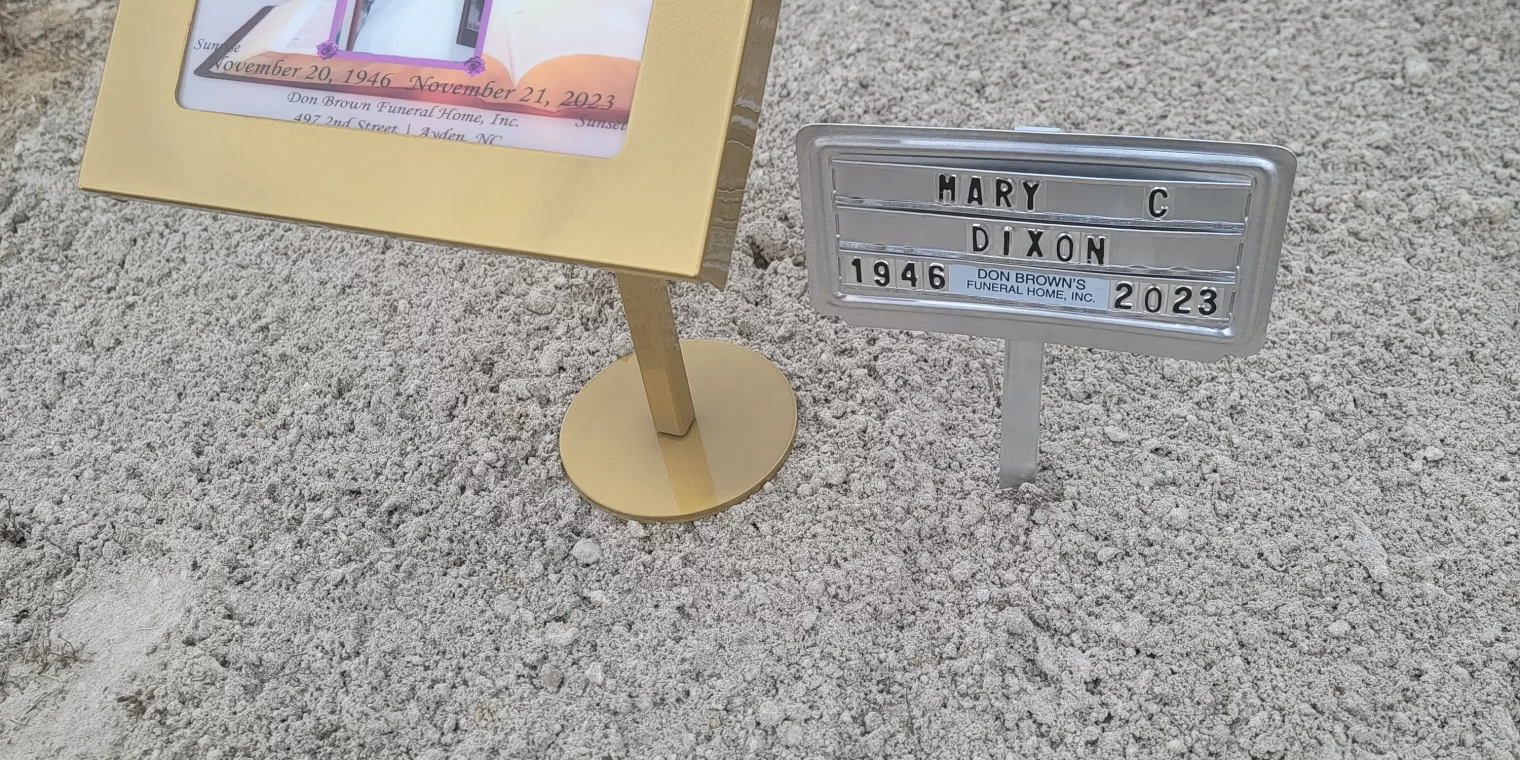 Sunrise
November 20, 1946 November 21, 2023
Sunset
Don Brown Funeral Home, Inc.
497 2nd Street | Ayden, NC
MARY C
DIXON
1946 DON BROWN'S FUNERAL HOME, INC. 2023